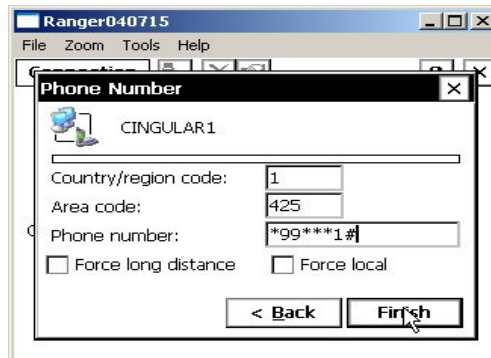 Ranger040715
File Zoom Tools Help
Connection
Phone Number
CINGULAR1
Country/region code: 1
Area code: 425
Phone number: *99***1#
Force long distance Force local
< Back Finish